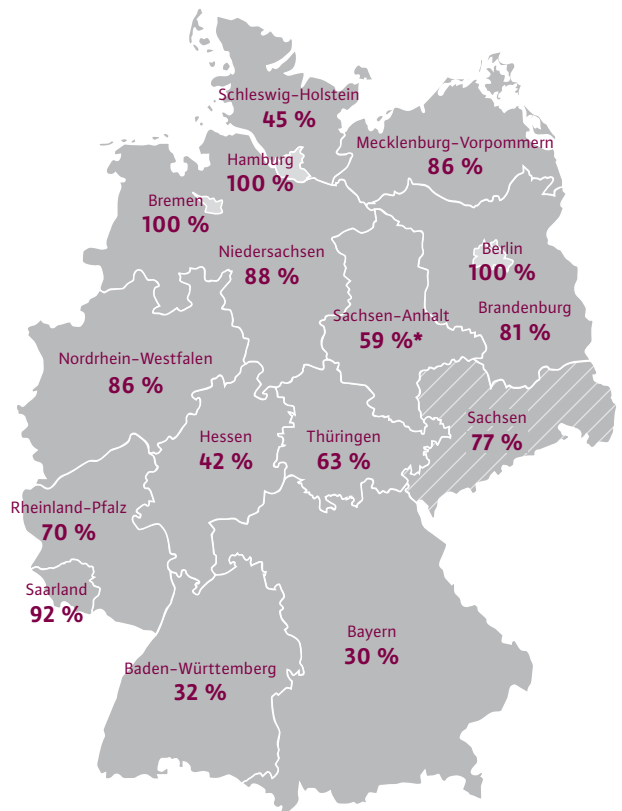 Schleswig-Holstein
45 %
Mecklenburg-Vorpommern
86 %
Hamburg
100 %
Bremen
100 %
Niedersachsen
88 %
Berlin
100 %
Brandenburg
81 %
Sachsen-Anhalt
59 %*
Nordrhein-Westfalen
86 %
Sachsen
77 %
Hessen
42 %
Thüringen
63 %
Rheinland-Pfalz
70 %
Saarland
92 %
Bayern
30 %
Baden-Württemberg
32 %